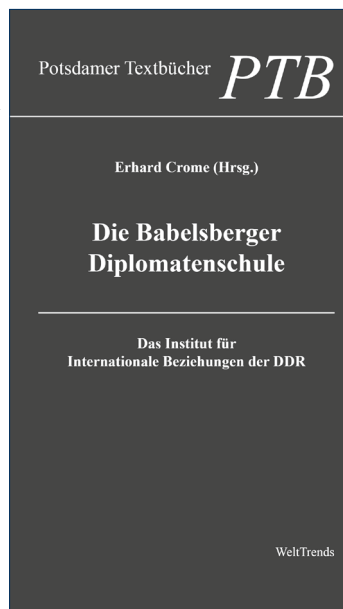 Potsdamer Textbücher PTB
Erhard Crome (Hrsg.)
Die Babelsberger
Diplomatenschule
Das Institut für
Internationale Beziehungen der DDR
WeltTrends